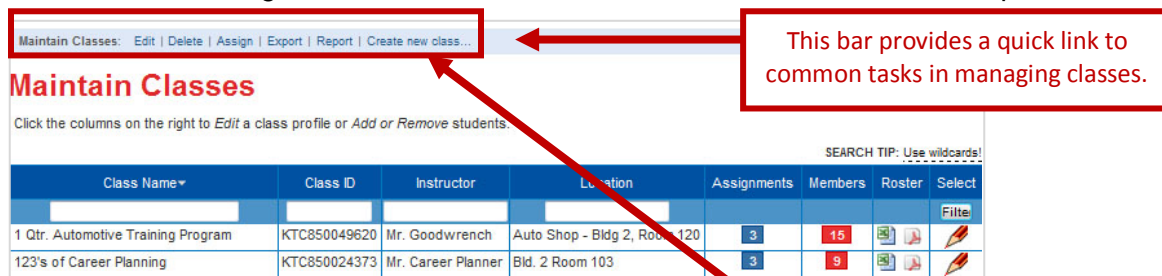 Maintain Classes: Edit | Delete | Assign | Export | Report | Create new class...
This bar provides a quick link to
common tasks in managing classes.
Maintain Classes
Click the columns on the right to Edit a class profile or Add or Remove students.
SEARCH TIP: Use wildcards!
Class Name Class ID Instructor Location Assignments Members Roster Select
Filte
1 Qtr. Automotive Training Program KTC850049620 Mr. Goodwrench Auto Shop - Bldg 2, Room 120 3 15
123's of Career Planning KTC850024373 Mr. Career Planner Bld. 2 Room 103 3 9